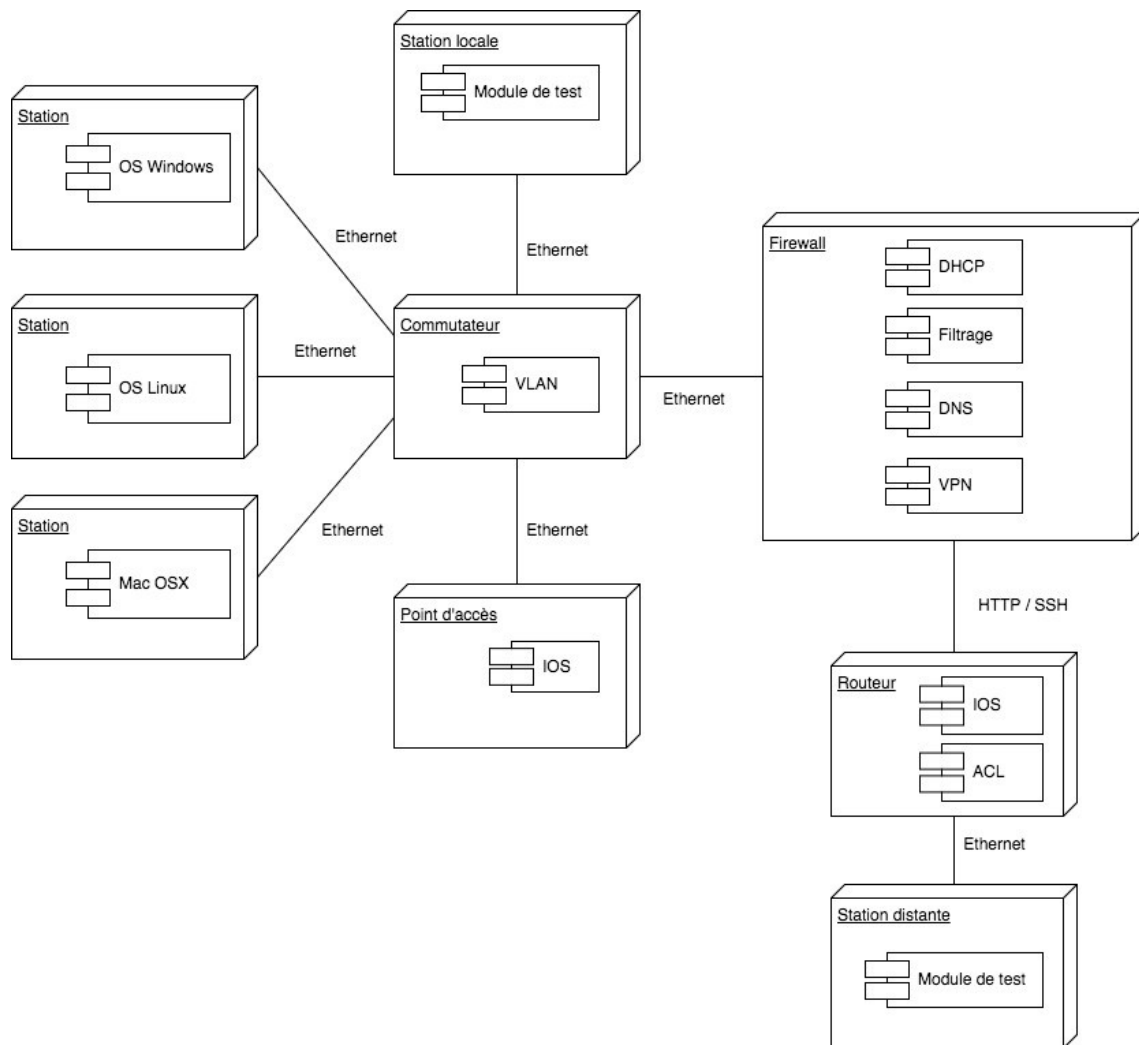 Station locale
Module de test
Station
OS Windows
Ethernet
Ethernet
Station
OS Linux
Ethernet
Commutateur
VLAN
Ethernet
Firewall
DHCP
Filtrage
DNS
VPN
Station
Mac OSX
Ethernet
Ethernet
Point d'accès
IOS
HTTP / SSH
Routeur
IOS
ACL
Ethernet
Station distante
Module de test